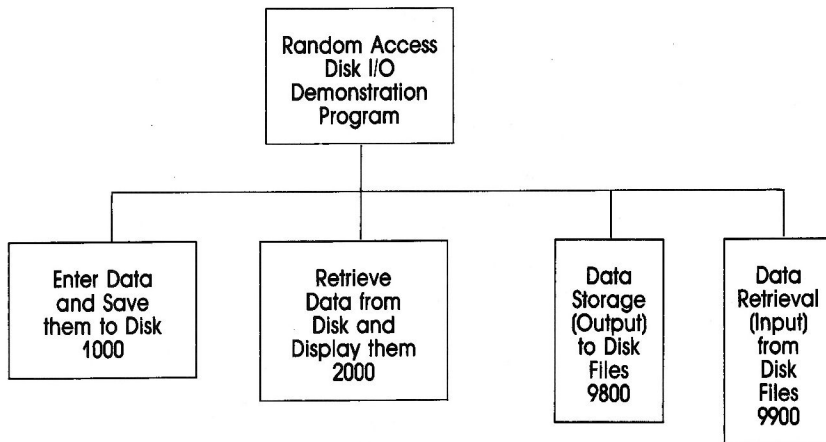 Random Access
Disk I/O
Demonstration
Program
Enter Data
and Save
them to Disk
1000
Retrieve
Data from
Disk and
Display them
2000
Data
Storage
(Output)
to Disk
Files
9800
Data
Retrieval
(Input)
from
Disk
Files
9900